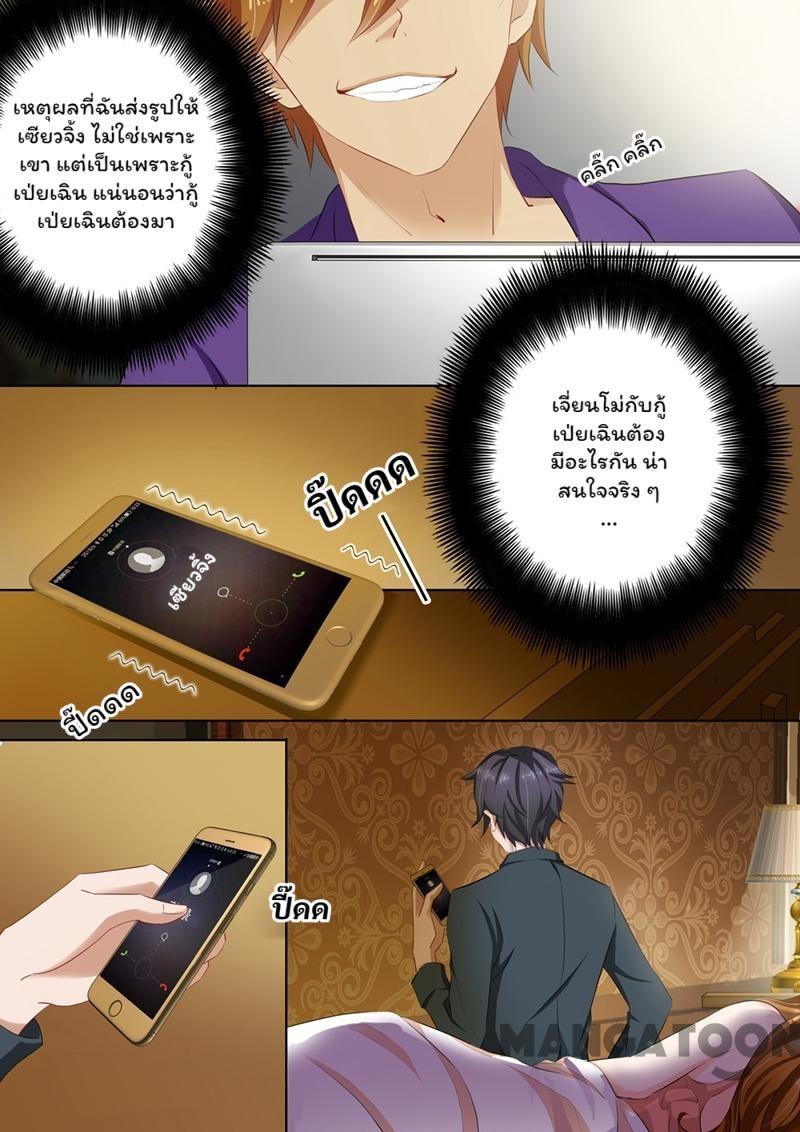 เหตุผลที่ฉันส่งรูปให้
เซียวจิ้ง ไม่ใช่เพราะ
เขา แต่เป็นเพราะกู้
เป่ยเฉิน แน่นอนว่ากู้
เป่ยเฉินต้องมา
คลิ๊ก คลิ๊ก
เจี่ยนโม่กับกู้
เป่ยเฉินต้อง
มีอะไรกัน น่า
สนใจจริง ๆ
...
ปี๊ดดด
เซียวจิ้ง
ปี๊ดดด
ปี๊ดด
MANGATOON